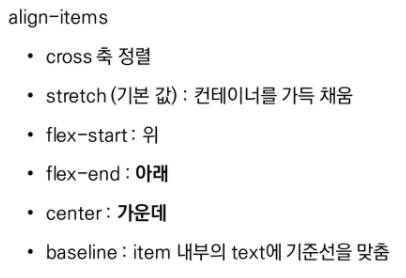 align-items
• cross 축 정렬
• stretch (기본 값) : 컨테이너를 가득 채움
• flex-start : 위
• flex-end : 아래
• center : 가운데
• baseline : item 내부의 text에 기준선을 맞춤